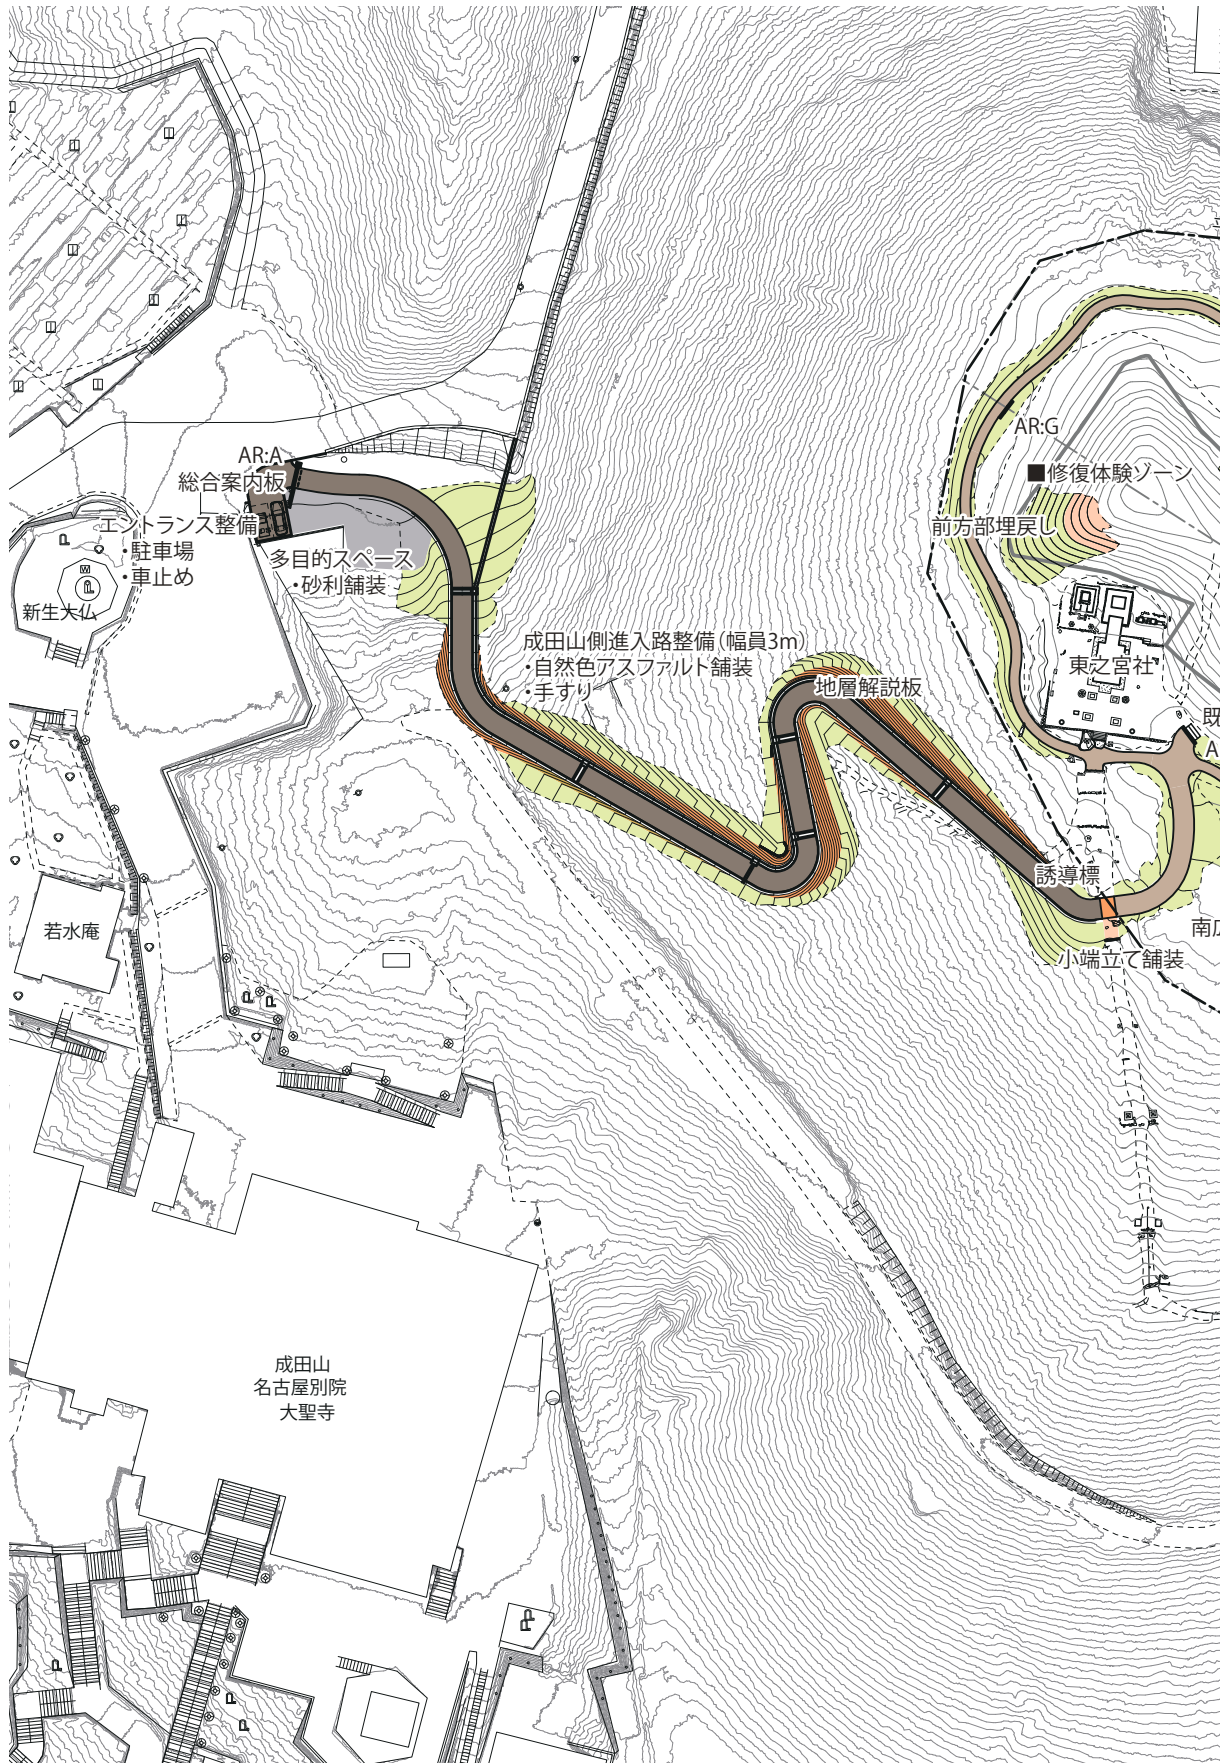 AR:G
■修復体験ゾーン
前方部埋戻し
AR:A
総合案内板
エントランス整備
・駐車場
・車止め
多目的スペース
・砂利舗装
新生大仏
成田山側進入路整備（幅員3m）
・自然色アスファルト舗装
・手すり
地層解説板
東之宮社
既
A
誘導標
南広
小端立て舗装
若水庵
成田山
名古屋別院
大聖寺